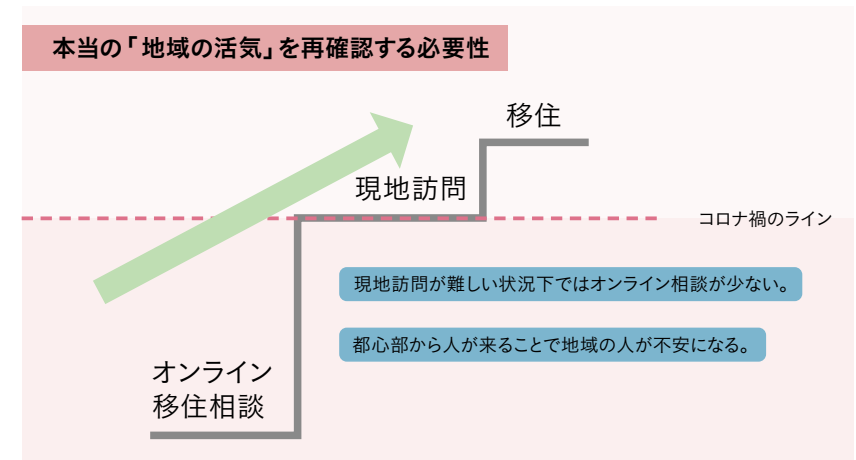 本当の「地域の活気」を再確認する必要性
移住
現地訪問
コロナ禍のライン
現地訪問が難しい状況下ではオンライン相談が少ない。
都心部から人が来ることで地域の人が不安になる。
オンライン
移住相談